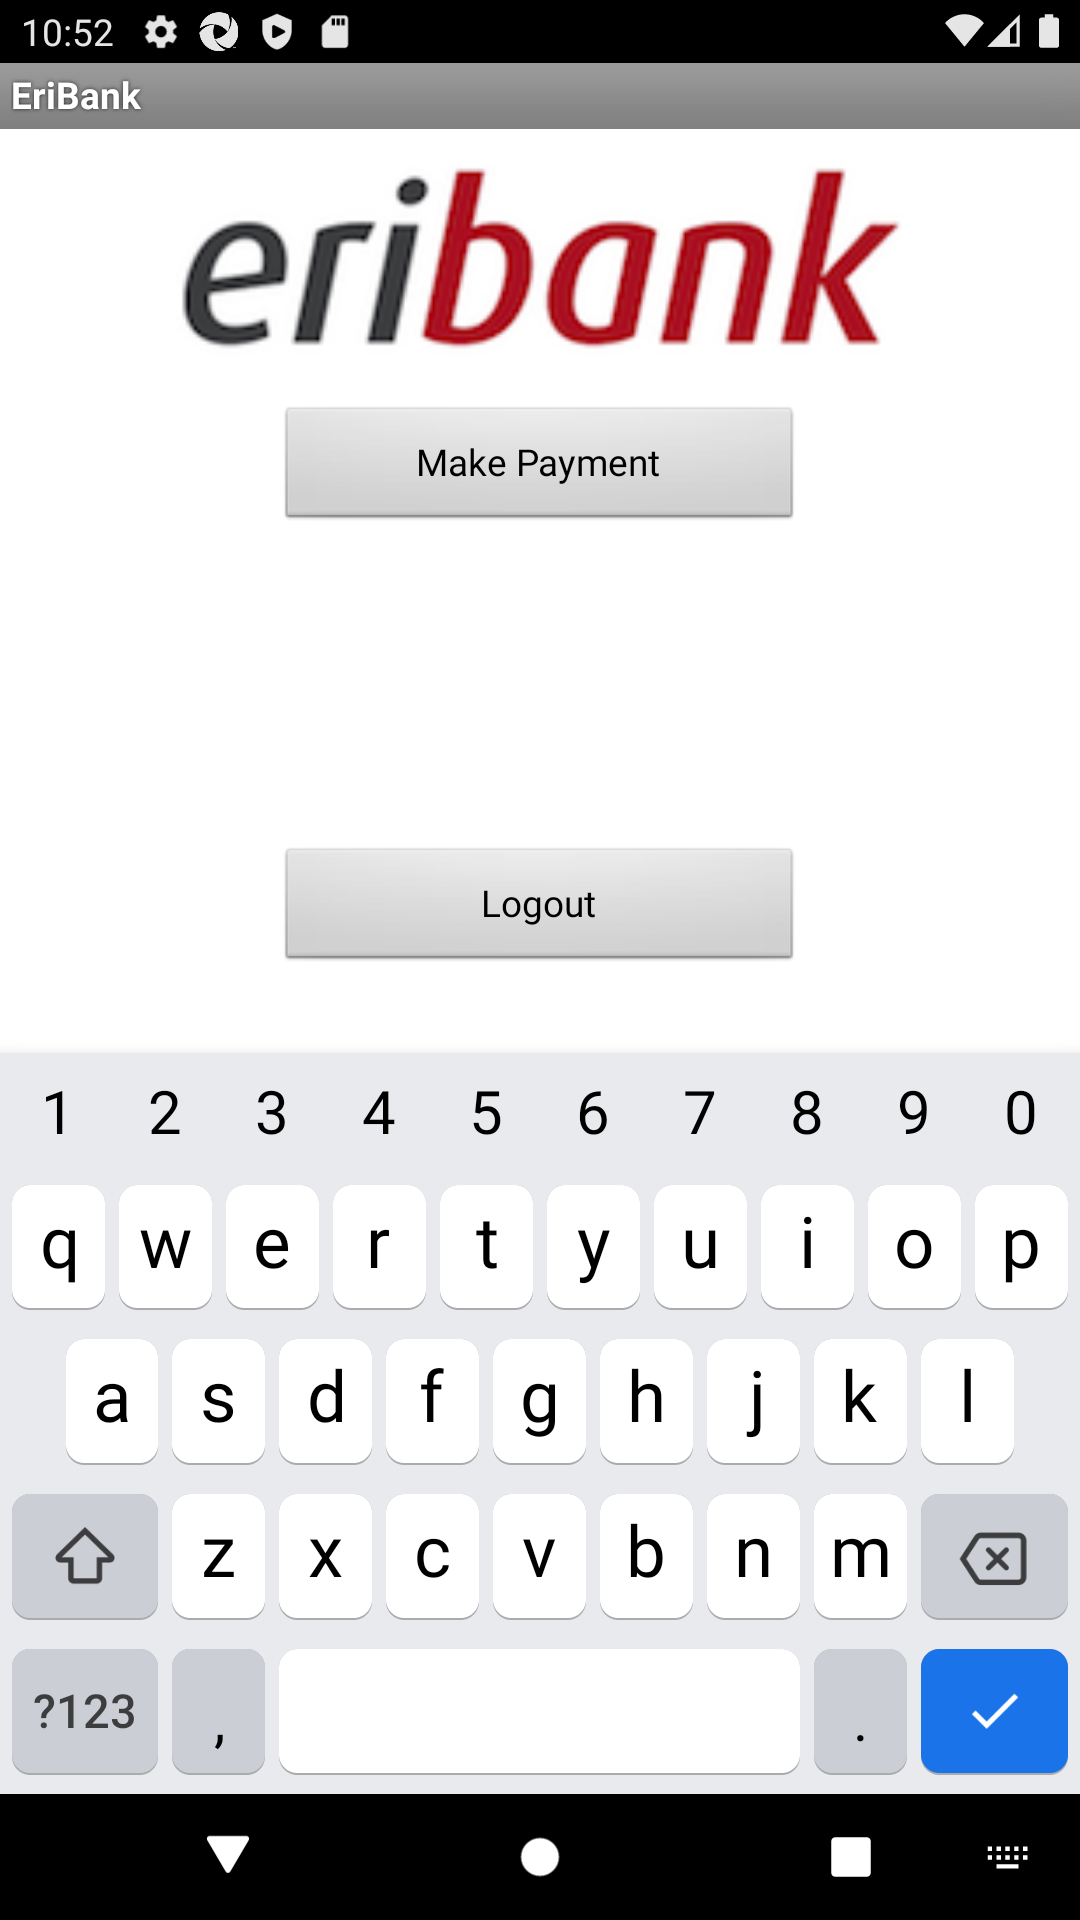 10:52
EriBank
eribank
Make Payment
Logout
1 2 3 4 5 6 7 8 9 0
q w e r t y u i o p
a s d f g h j k l
z x c v b n m
?123 , .